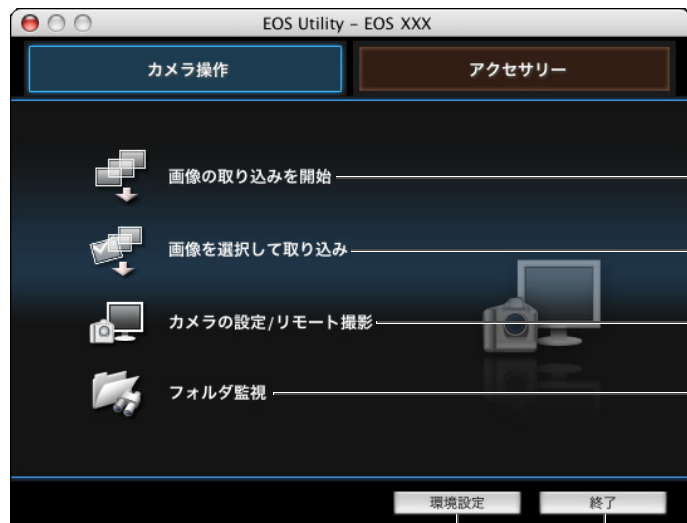 EOS Utility – EOS XXX
カメラ操作
アクセサリー
画像の取り込みを開始
画像を選択して取り込み
カメラの設定/リモート撮影
フォルダ監視
環境設定
終了